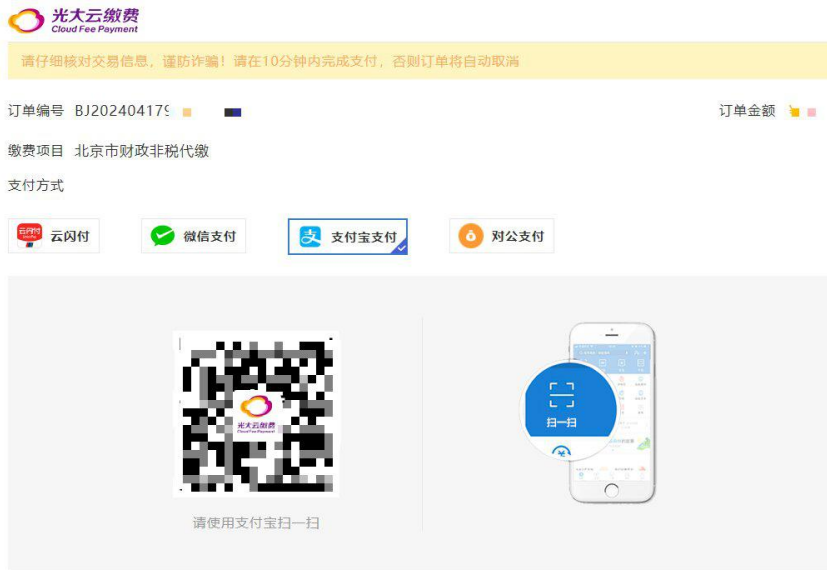 光大云缴费
Cloud Fee Payment
请仔细核对交易信息，谨防诈骗！请在10分钟内完成支付，否则订单将自动取消
订单编号 BJ202404179
订单金额
缴费项目 北京市财政非税代缴
支付方式
云闪付
微信支付
支付宝支付
对公支付
光大云缴费
Cloud Fee Payment
扫一扫
请使用支付宝扫一扫